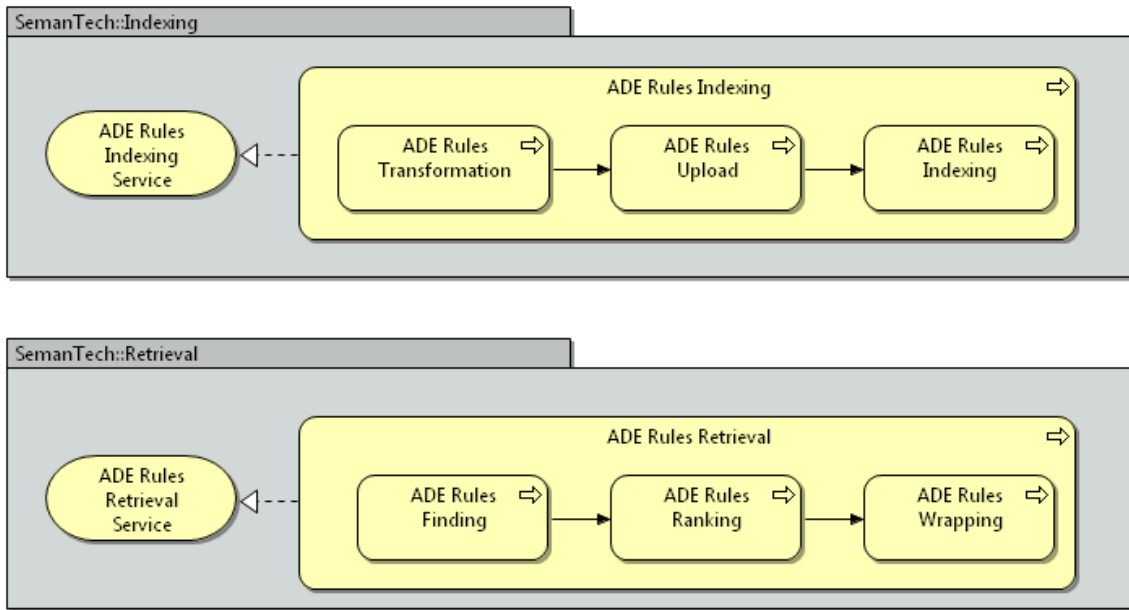 SemanTech::Indexing
ADE Rules Indexing
ADE Rules
Indexing
Service
ADE Rules
Transformation
ADE Rules
Upload
ADE Rules
Indexing
SemanTech::Retrieval
ADE Rules Retrieval
ADE Rules
Retrieval
Service
ADE Rules
Finding
ADE Rules
Ranking
ADE Rules
Wrapping